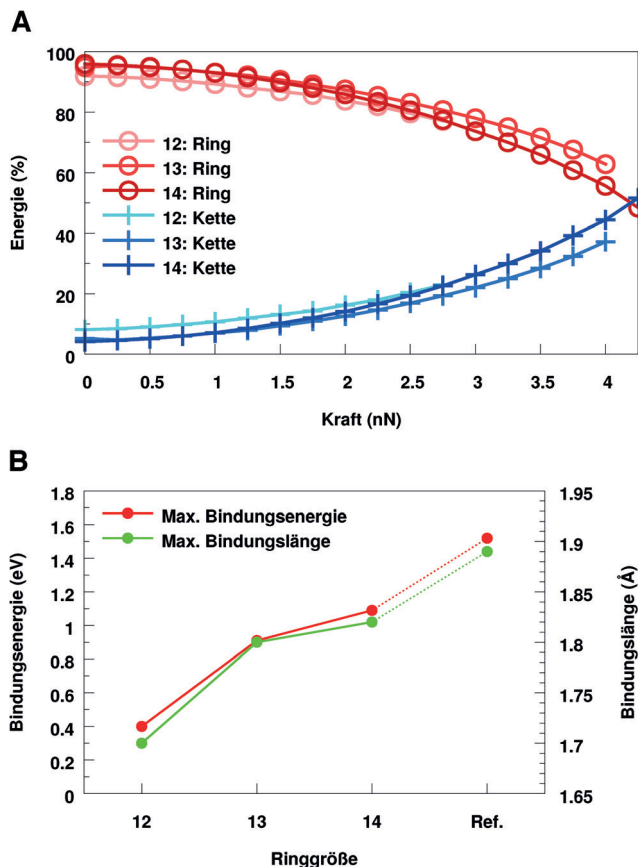 A
Energie (%)
100
80
60
40
20
0
12: Ring
13: Ring
14: Ring
12: Kette
13: Kette
14: Kette
0 0.5 1 1.5 2 2.5 3 3.5 4
Kraft (nN)
B
Bindungsenergie (eV)
1.8
1.6
1.4
1.2
1
0.8
0.6
0.4
0.2
0
Max. Bindungsenergie
Max. Bindungslänge
1.95
1.9
1.85
1.8
1.75
1.7
1.65
Bindungslänge (Å)
12 13 14 Ref.
Ringgröße